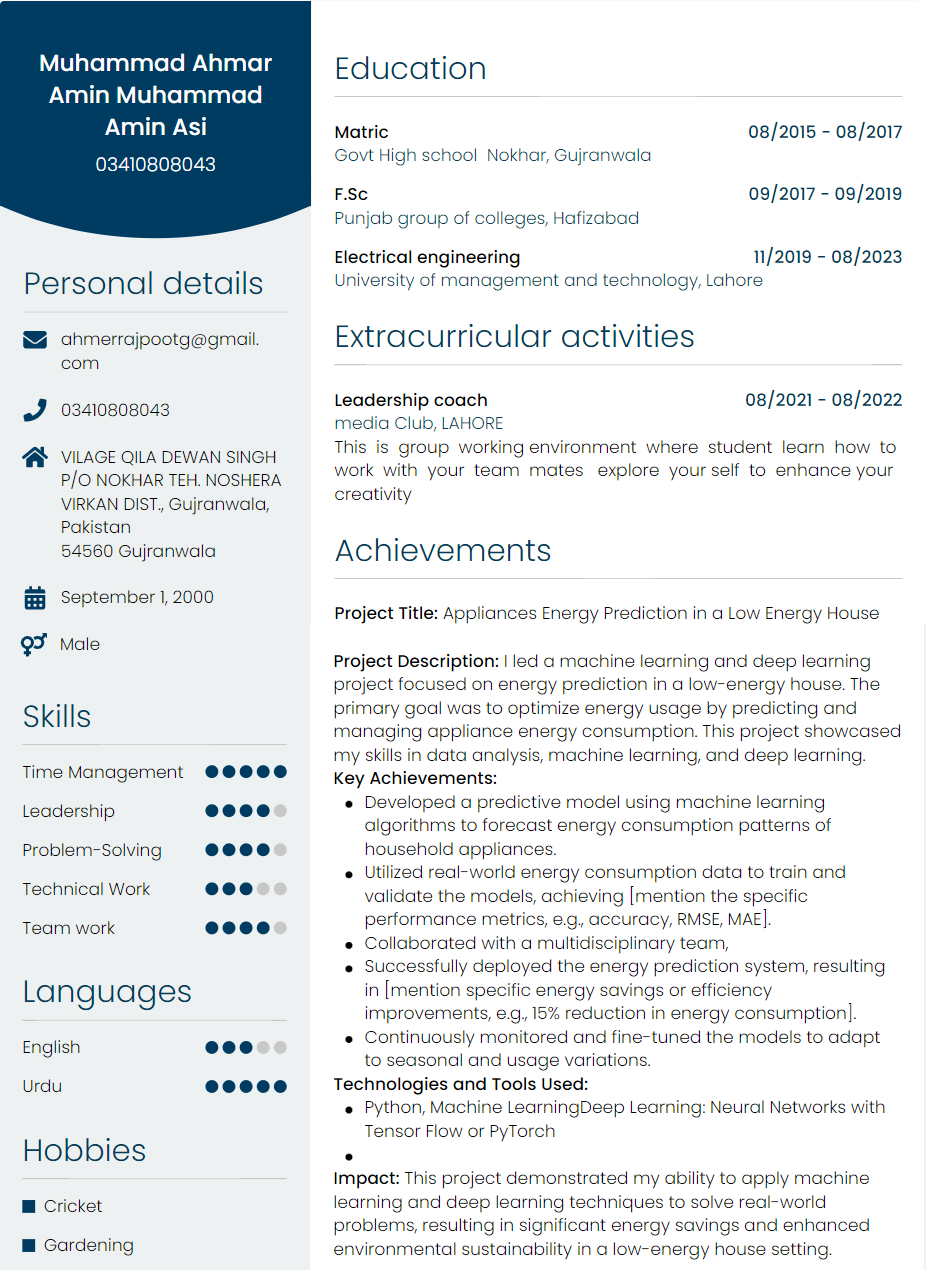 Muhammad Ahmar
Amin Muhammad
Amin Asi
03410808043
Personal details
ahmerrajpootg@gmail.
com
03410808043
VILAGE QILA DEWAN SINGH
P/O NOKHAR TEH. NOSHERA
VIRKAN DIST., Gujranwala,
Pakistan
54560 Gujranwala
September 1, 2000
Male
Skills
Time Management
Leadership
Problem-Solving
Technical Work
Team work
Languages
English
Urdu
Hobbies
Cricket
Gardening
Education
Matric 08/2015 - 08/2017
Govt High school Nokhar, Gujranwala
F.Sc 09/2017 - 09/2019
Punjab group of colleges, Hafizabad
Electrical engineering 11/2019 - 08/2023
University of management and technology, Lahore
Extracurricular activities
Leadership coach 08/2021 - 08/2022
media Club, LAHORE
This is group working environment where student learn how to
work with your team mates explore your self to enhance your
creativity
Achievements
Project Title: Appliances Energy Prediction in a Low Energy House
Project Description: I led a machine learning and deep learning
project focused on energy prediction in a low-energy house. The
primary goal was to optimize energy usage by predicting and
managing appliance energy consumption. This project showcased
my skills in data analysis, machine learning, and deep learning.
Key Achievements:
• Developed a predictive model using machine learning
algorithms to forecast energy consumption patterns of
household appliances.
• Utilized real-world energy consumption data to train and
validate the models, achieving [mention the specific
performance metrics, e.g., accuracy, RMSE, MAE].
• Collaborated with a multidisciplinary team,
• Successfully deployed the energy prediction system, resulting
in [mention specific energy savings or efficiency
improvements, e.g., 15% reduction in energy consumption].
• Continuously monitored and fine-tuned the models to adapt
to seasonal and usage variations.
Technologies and Tools Used:
• Python, Machine LearningDeep Learning: Neural Networks with
Tensor Flow or PyTorch
•
Impact: This project demonstrated my ability to apply machine
learning and deep learning techniques to solve real-world
problems, resulting in significant energy savings and enhanced
environmental sustainability in a low-energy house setting.